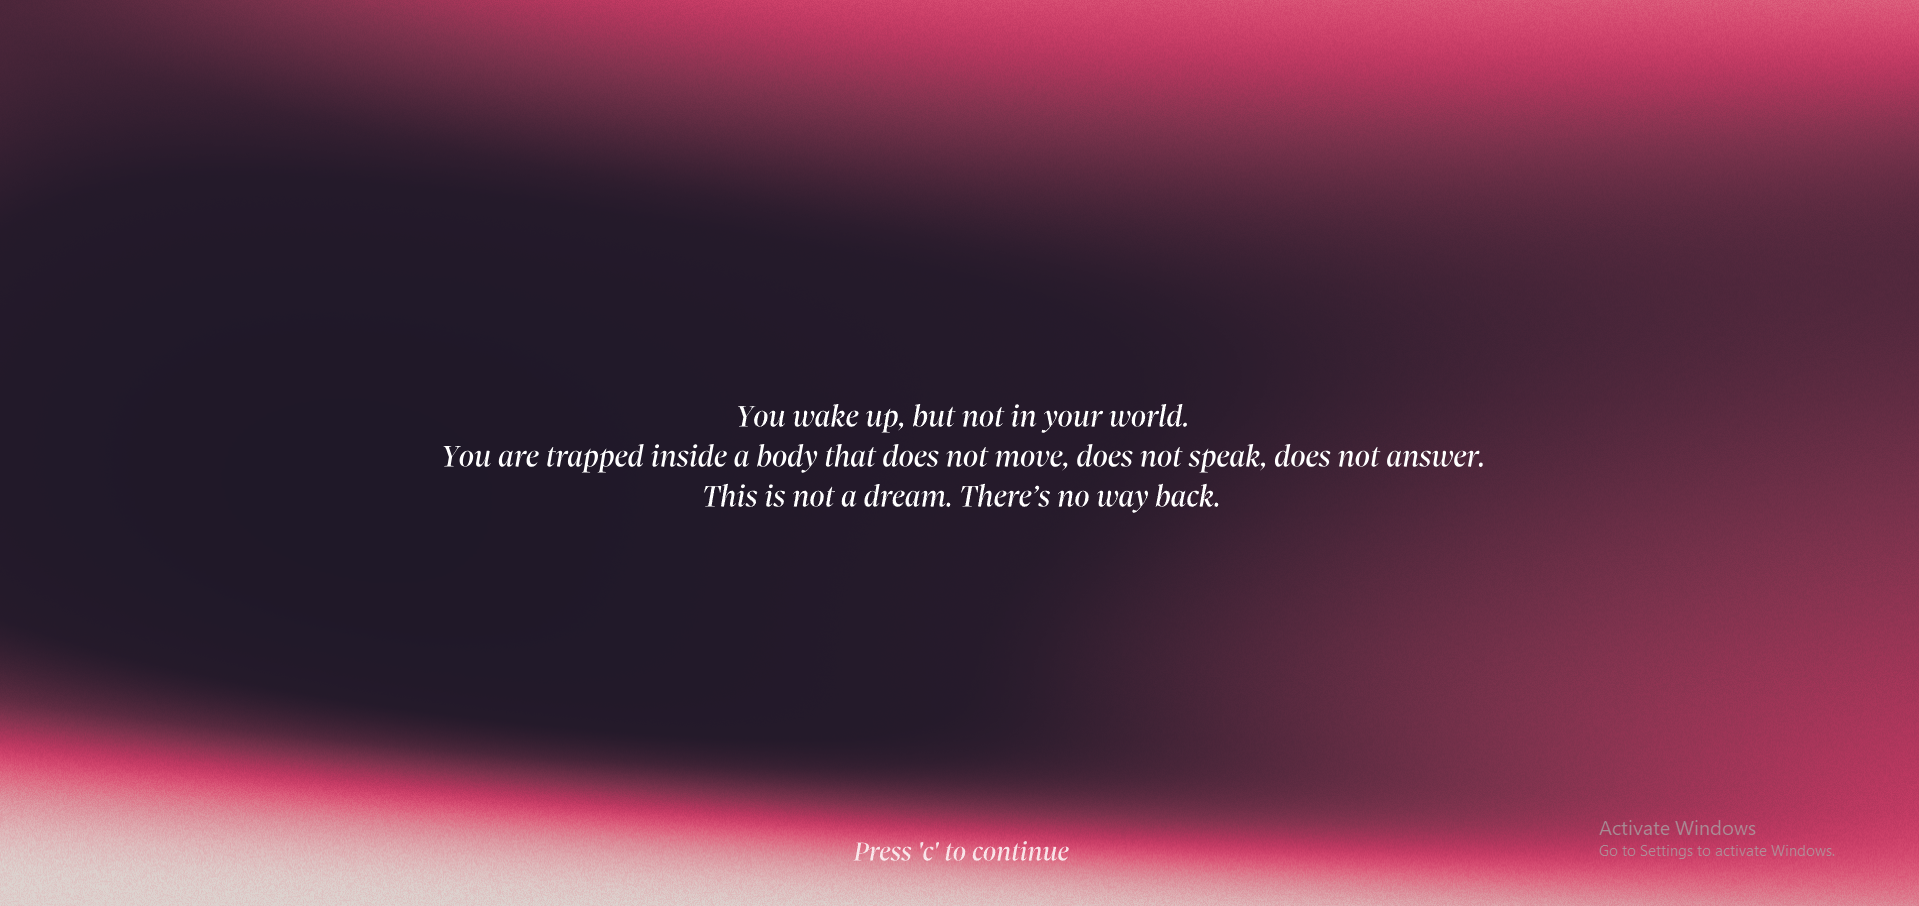 You wake up, but not in your world.
You are trapped inside a body that does not move, does not speak, does not answer.
This is not a dream. There’s no way back.
Press 'c' to continue
Activate Windows
Go to Settings to activate Windows.